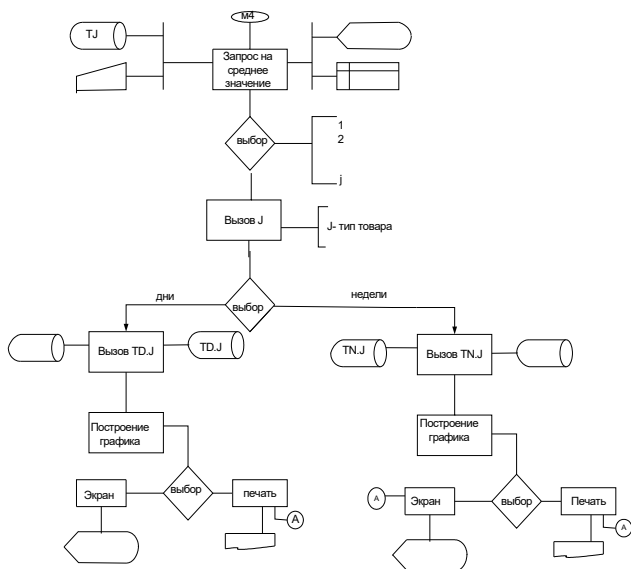 м4
TJ
Запрос на
среднее
значение
выбор
1
2
j
Вызов J
J- тип товара
дни
выбор
недели
Вызов TD.J
TD.J
TN.J
Вызов TN.J
Построение
графика
Построение
графика
Экран
выбор
печать
А
А
Экран
выбор
Печать
А